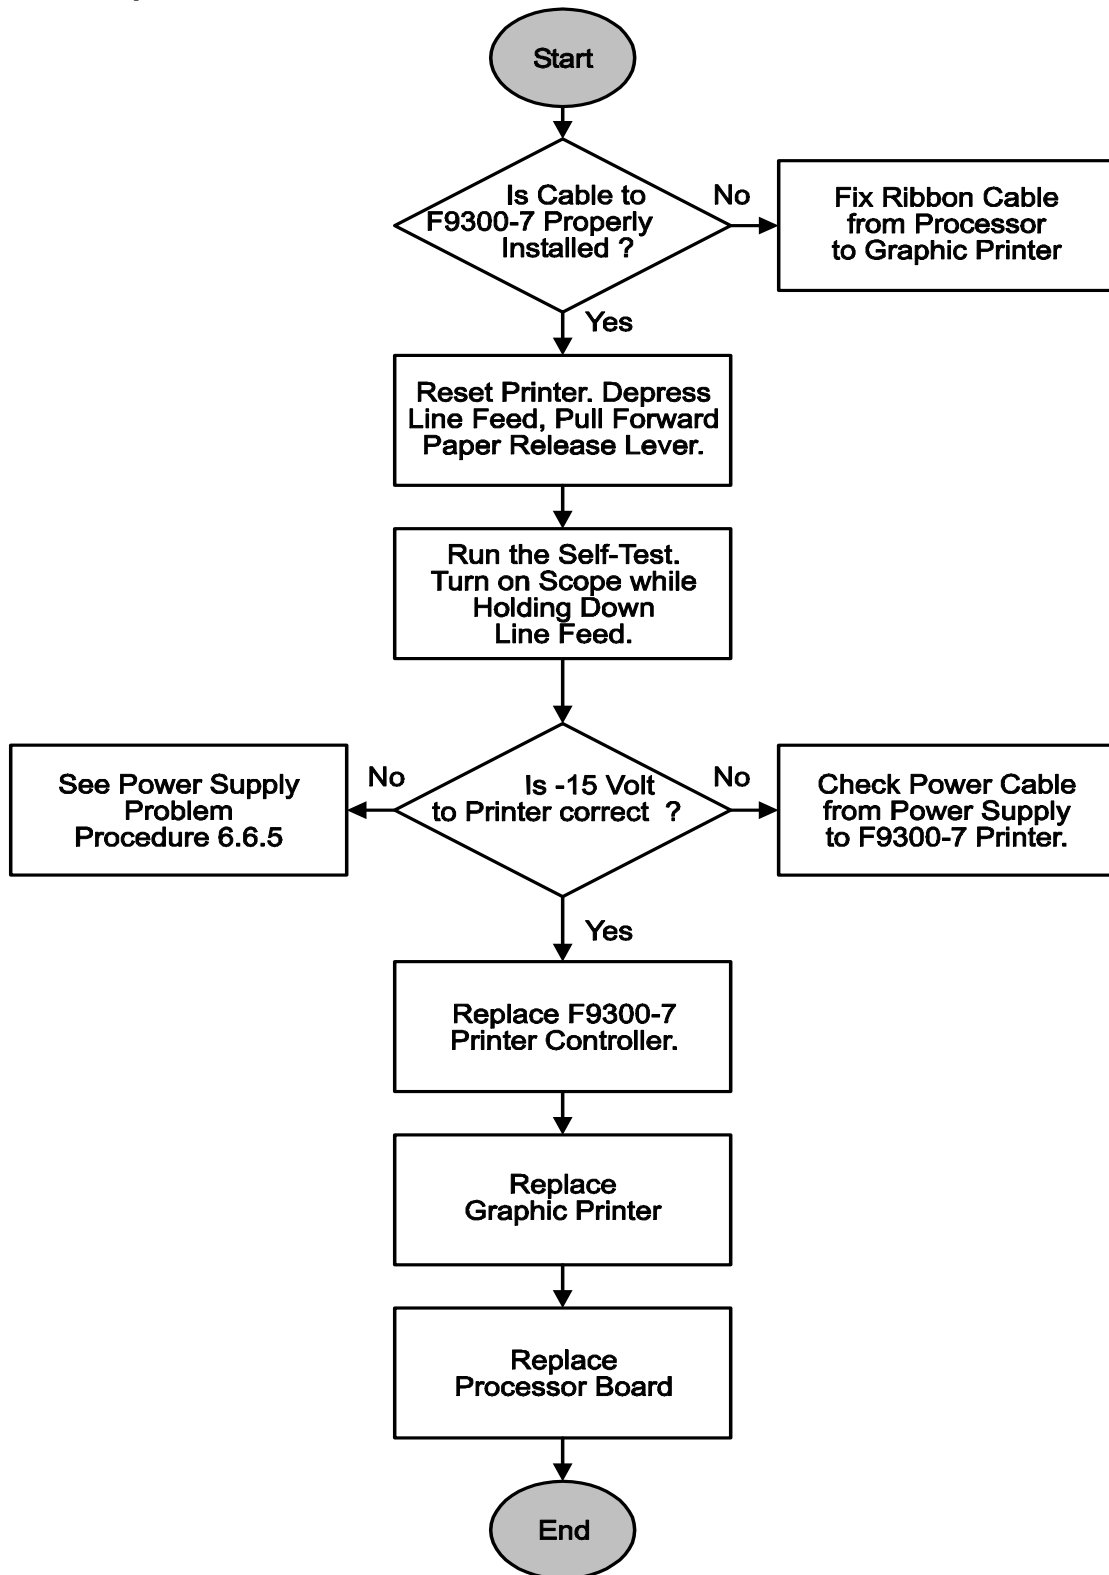 Start
Is Cable to
F9300-7 Properly
Installed ?
No
Fix Ribbon Cable
from Processor
to Graphic Printer
Yes
Reset Printer. Depress
Line Feed, Pull Forward
Paper Release Lever.
Run the Self-Test.
Turn on Scope while
Holding Down
Line Feed.
See Power Supply
Problem
Procedure 6.6.5
No
Is -15 Volt
to Printer correct ?
No
Check Power Cable
from Power Supply
to F9300-7 Printer.
Yes
Replace F9300-7
Printer Controller.
Replace
Graphic Printer
Replace
Processor Board
End